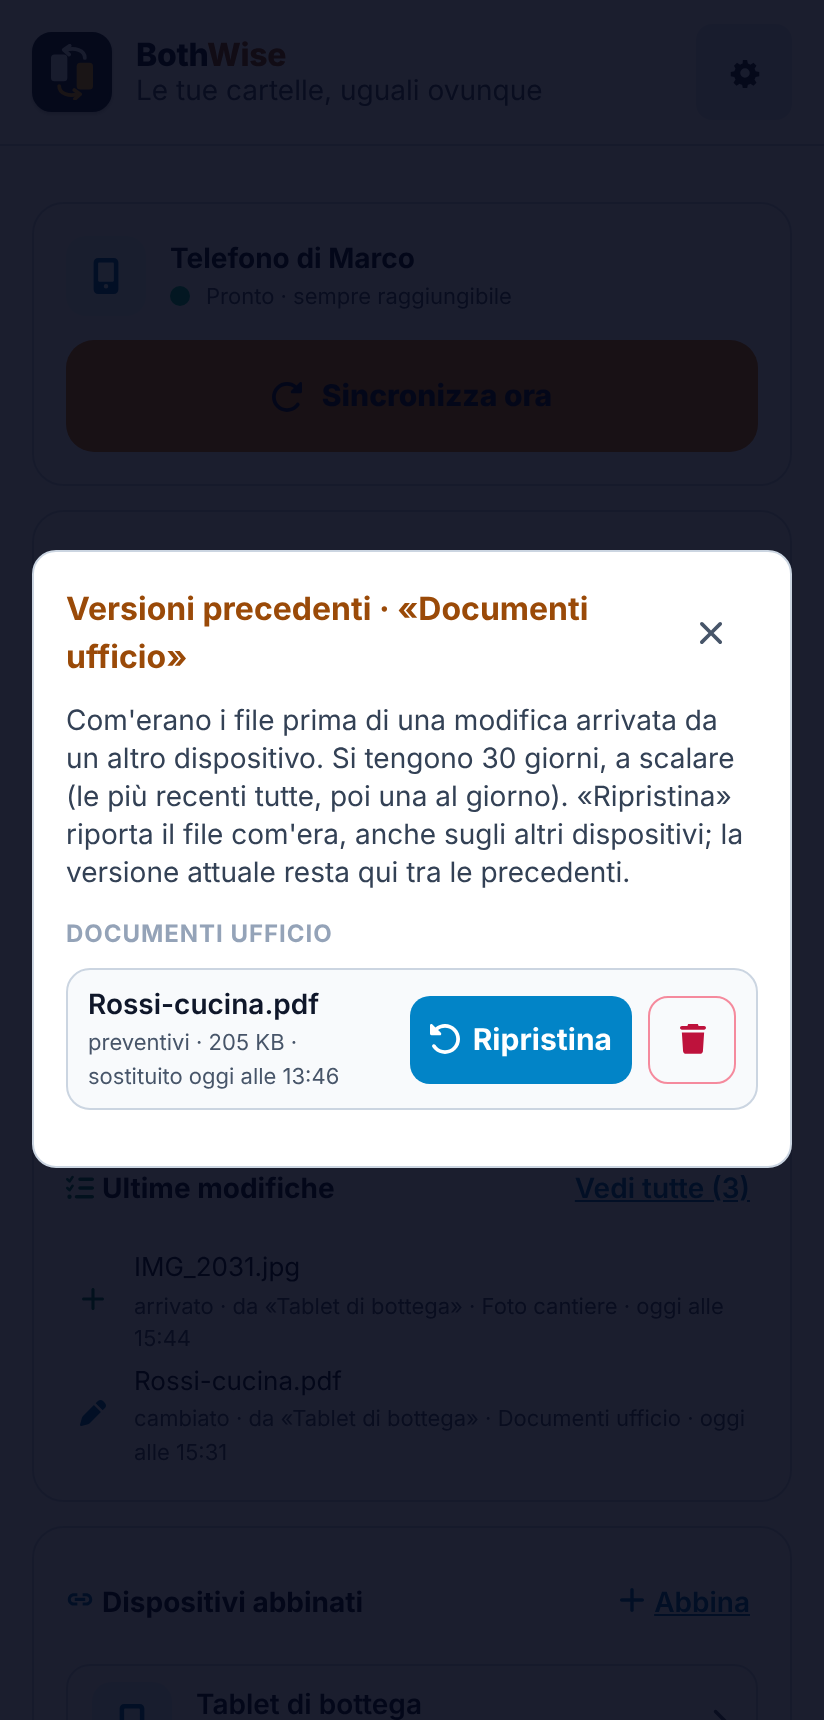 BothWise
Le tue cartelle, uguali ovunque
Telefono di Marco
Pronto · sempre raggiungibile
Sincronizza ora
Versioni precedenti · «Documenti
ufficio»
Com'erano i file prima di una modifica arrivata da
un altro dispositivo. Si tengono 30 giorni, a scalare
(le più recenti tutte, poi una al giorno). «Ripristina»
riporta il file com'era, anche sugli altri dispositivi; la
versione attuale resta qui tra le precedenti.
DOCUMENTI UFFICIO
Rossi-cucina.pdf
preventivi · 205 KB ·
sostituito oggi alle 13:46
Ripristina
Ultime modifiche
Vedi tutte (3)
IMG_2031.jpg
arrivato · da «Tablet di bottega» · Foto cantiere · oggi alle
15:44
Rossi-cucina.pdf
cambiato · da «Tablet di bottega» · Documenti ufficio · oggi
alle 15:31
Dispositivi abbinati
Abbina
Tablet di bottega